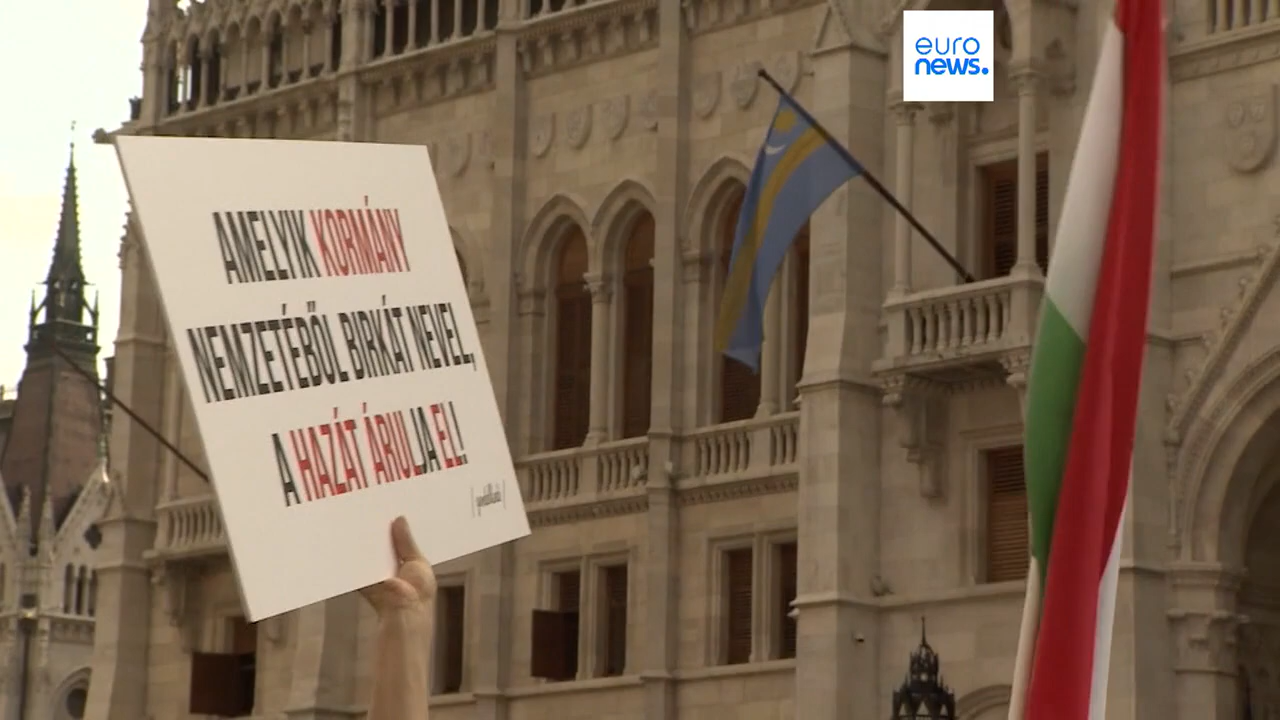 euro
news.
AMELYIK KORMÁNY
NEMZETÉBŐL BIRKÁT NEVEL,
A HAZÁT ÁRULJA EL!